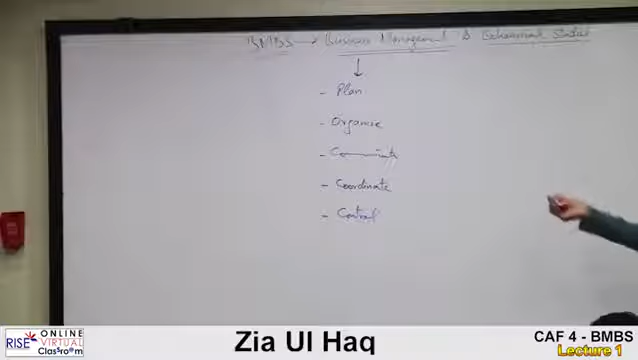 BMBS → Business Management & Behavioural Studies
- Plan
- Organize
- Communicate
- Coordinate
- Control
RISE ONLINE VIRTUAL Classroom
Zia Ul Haq
CAF 4 - BMBS
Lecture 1